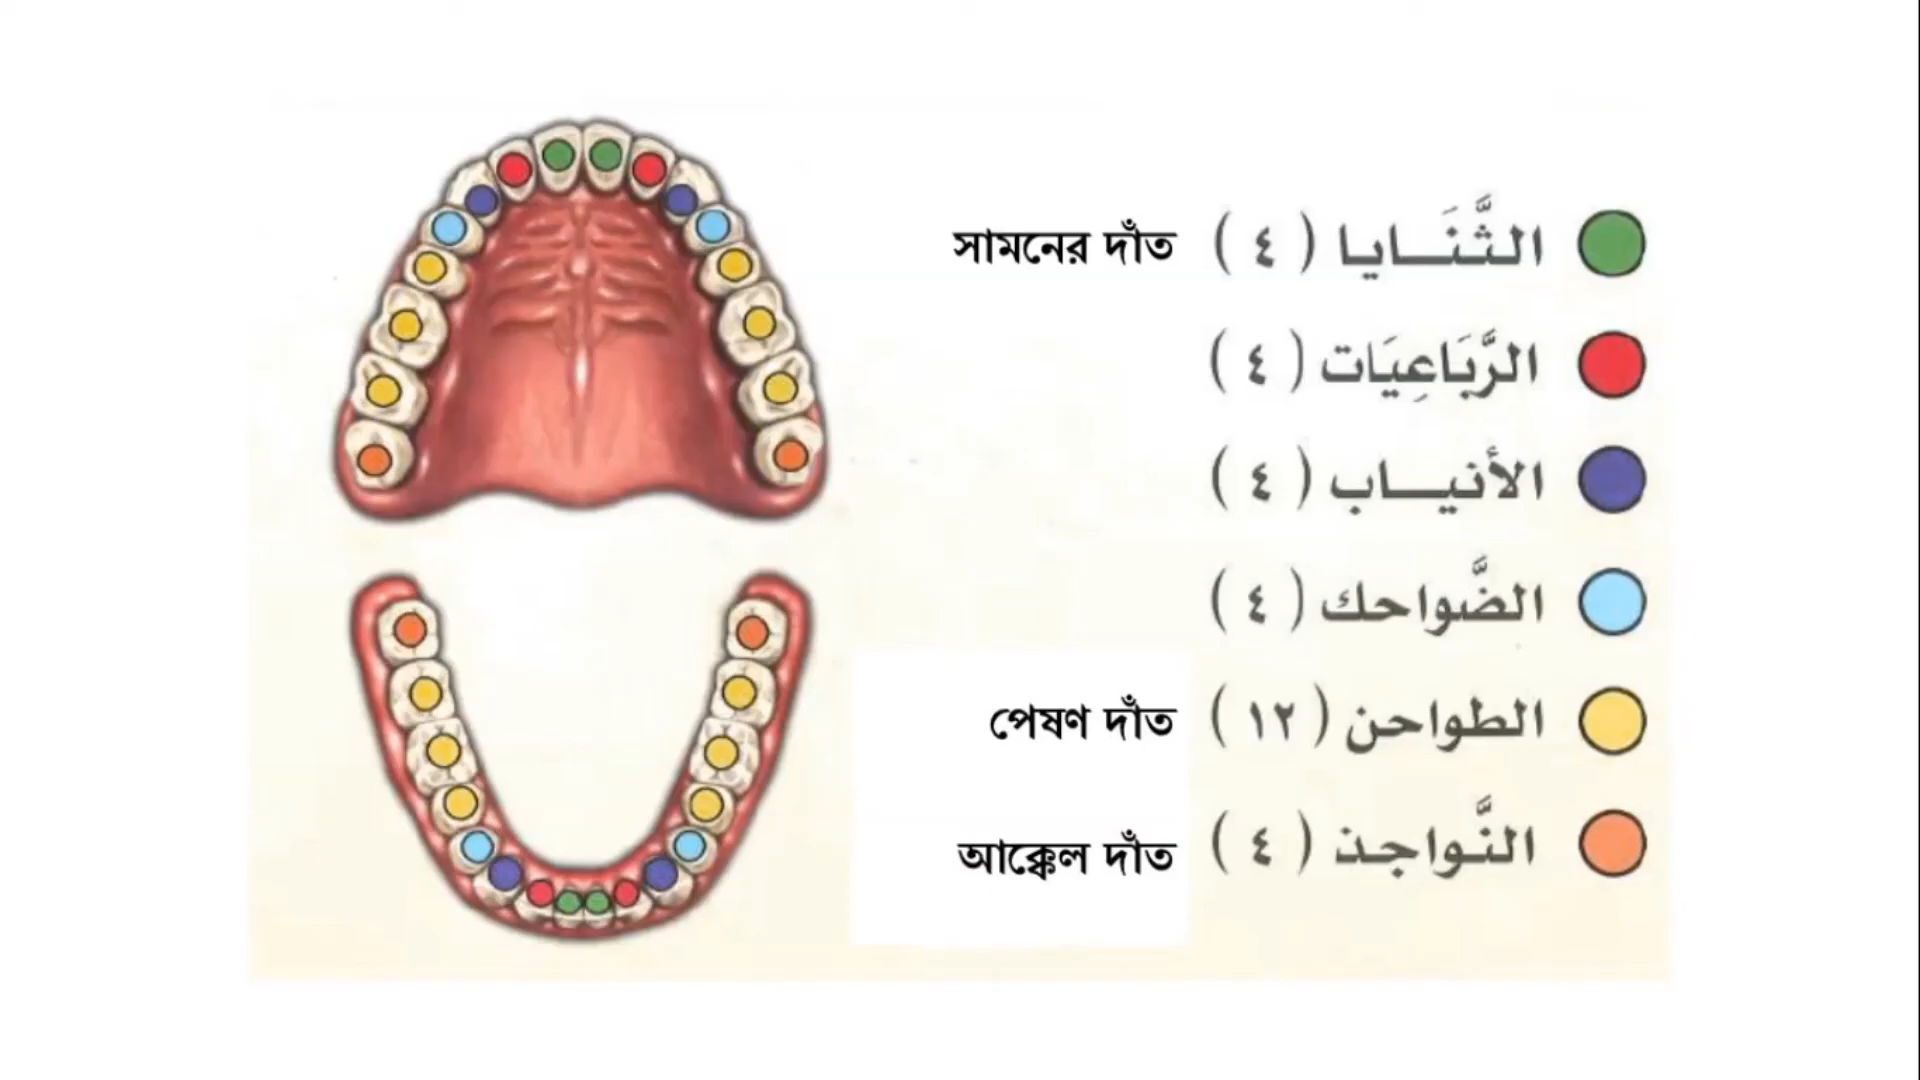 الثَّنَايا ( ٤ ) সামনের দাঁত
الرَّبَاعِيَات ( ٤ )
الأنياب ( ٤ )
الضَّواحك ( ٤ )
الطواحن ( ١٢ ) পেষণ দাঁত
النَّواجذ ( ٤ ) আক্কেল দাঁত